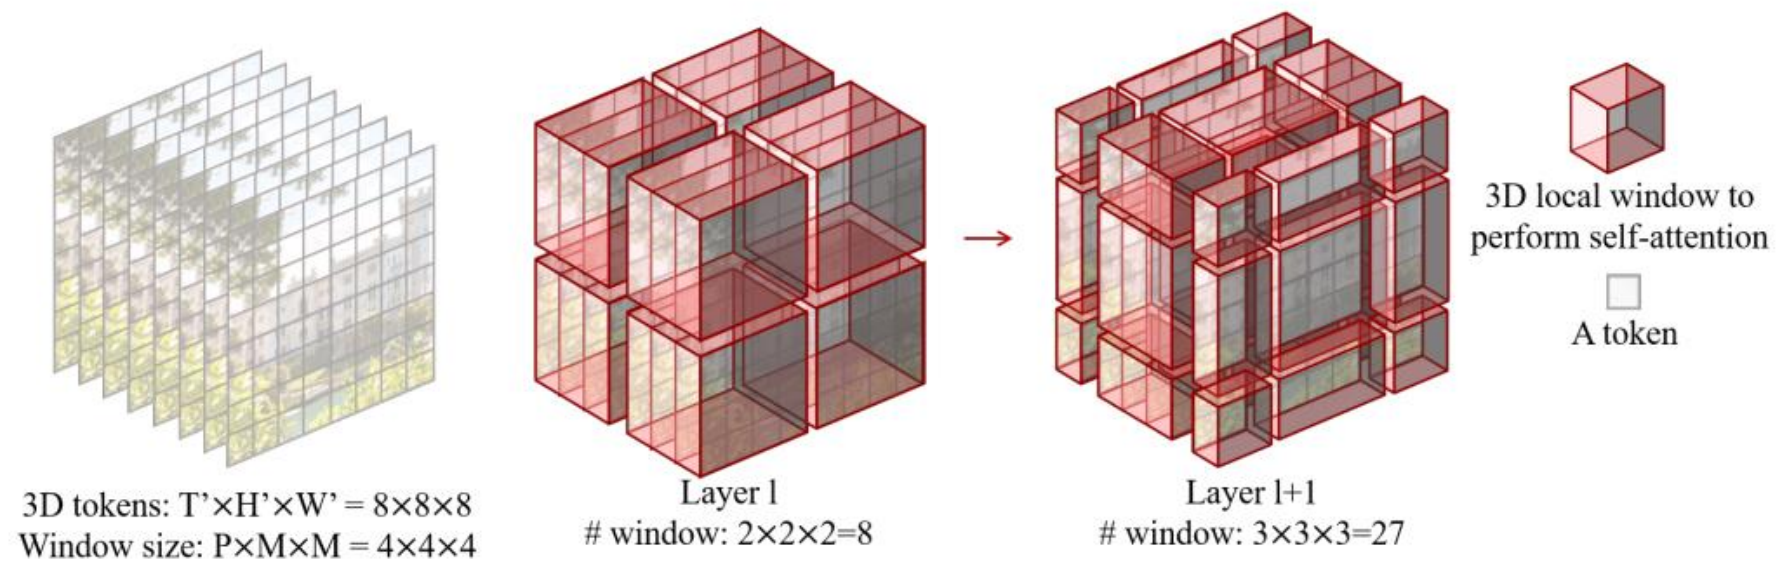 3D tokens: T’×H’×W’ = 8×8×8
Window size: P×M×M = 4×4×4
Layer l
# window: 2×2×2=8
Layer l+1
# window: 3×3×3=27
3D local window to
perform self-attention
A token